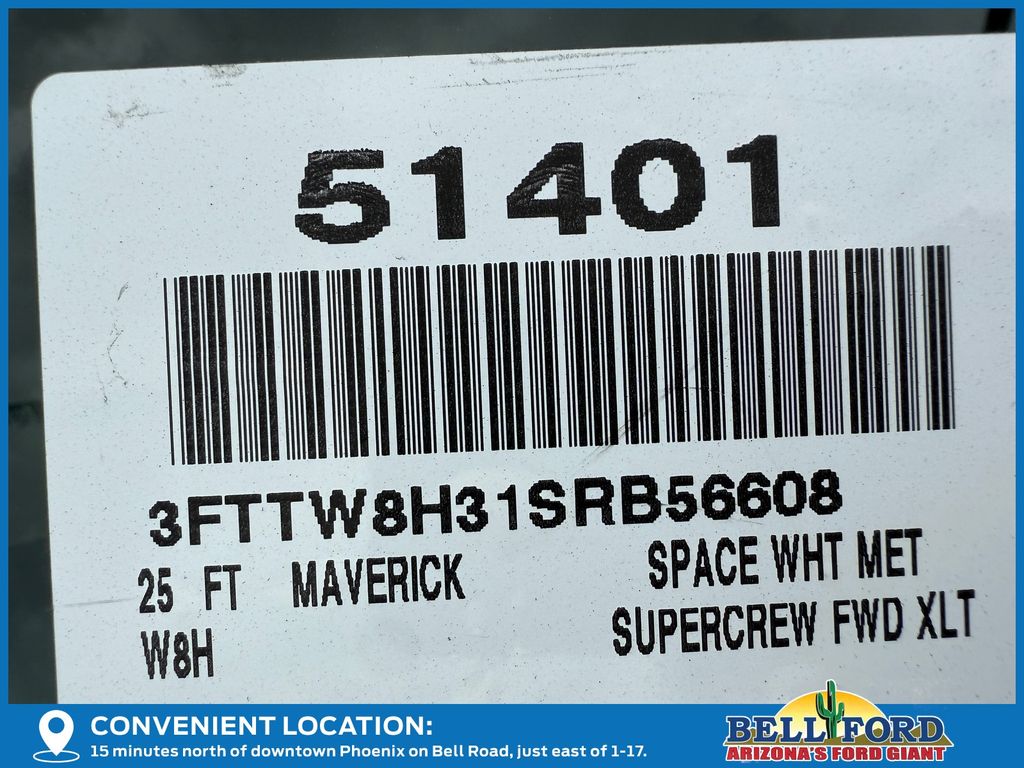 51401
3FTTW8H31SRB56608
25 FT MAVERICK SPACE WHT MET
W8H SUPERCREW FWD XLT
CONVENIENT LOCATION:
15 minutes north of downtown Phoenix on Bell Road, just east of 1-17.
BELL FORD
ARIZONA'S FORD GIANT